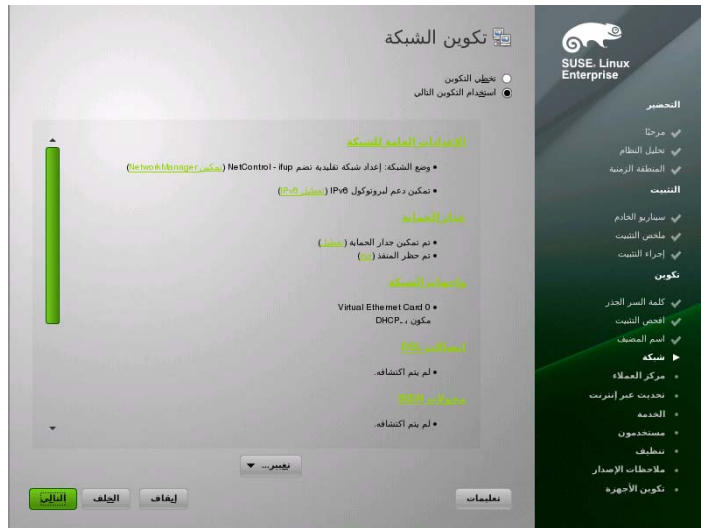 SUSE. Linux
Enterprise
التحضير
مرحبًا
تحليل النظام
المنطقة الزمنية
التثبيت
سيناريو الخادم
ملخص التثبيت
إجراء التثبيت
تكوين
كلمة السر الجذر
افحص التثبيت
اسم المضيف
شبكة
مركز العملاء
تحديث عبر إنترنت
الخدمة
مستخدمون
تنظيف
ملاحظات الإصدار
تكوين الأجهزة
تكوين الشبكة
تخطي التكوين
استخدام التكوين التالي
الإعدادات العامة للشبكة
• وضع الشبكة: إعداد شبكة تقليدية تضم NetControl - ifup (تمكين NetworkManager)
• تمكين دعم لبروتوكول IPv6 (تعطيل IPv6)
جدار الحماية
• تم تمكين جدار الحماية (تعطيل)
• تم حظر المنفذ (فتح)
واجهات الشبكة
• Virtual Ethernet Card 0
مكون بـ DHCP.
اتصالات DSL
• لم يتم اكتشافه.
محولات ISDN
• لم يتم اكتشافه.
تغيير...
تعليمات
إيقاف
الخلف
التالي